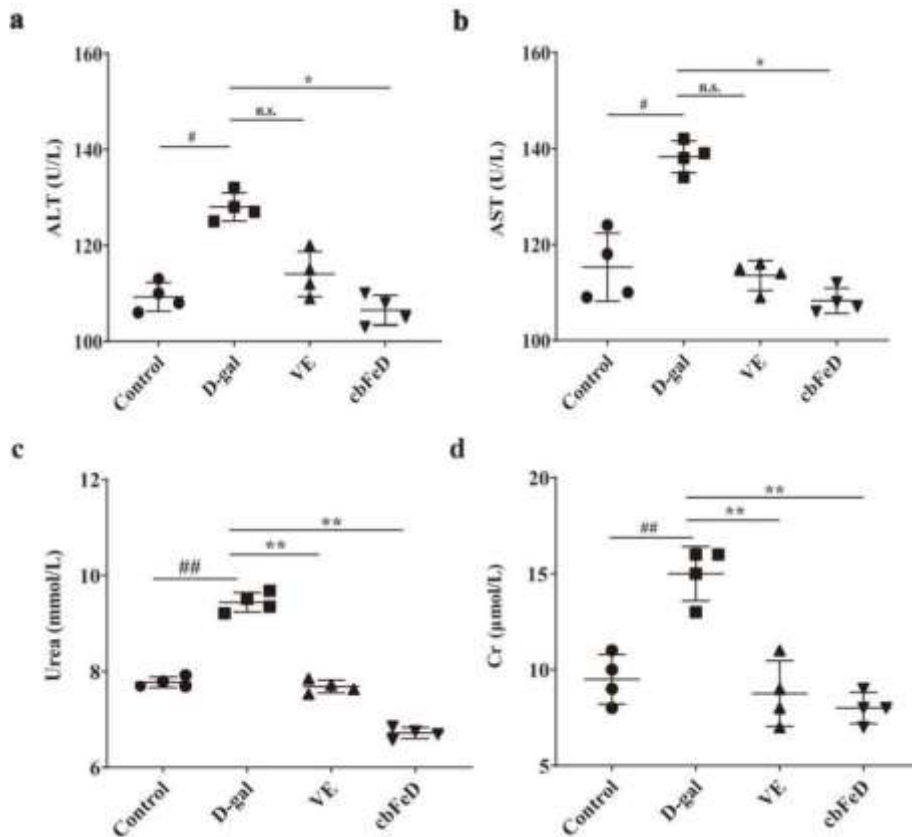 a
160
140
120
100
ALT (U/L)
#
n.s.
*
Control
D-gal
VE
cbFeD
b
160
140
120
100
AST (U/L)
#
n.s.
*
Control
D-gal
VE
cbFeD
c
12
10
8
6
Urea (mmol/L)
##
**
**
Control
D-gal
VE
cbFeD
d
20
15
10
5
Cr (μmol/L)
##
**
**
Control
D-gal
VE
cbFeD